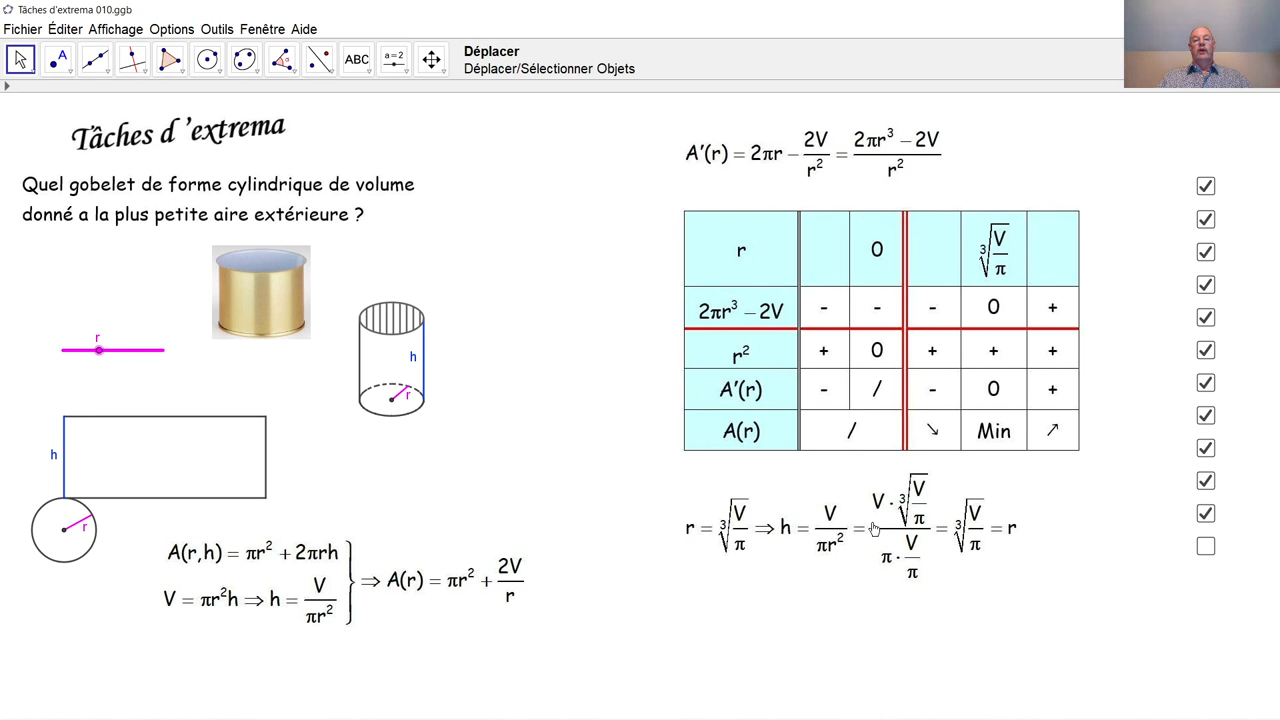 Tâches d'extrema 010.ggb
Fichier Éditer Affichage Options Outils Fenêtre Aide
A ABC a=2
Déplacer
Déplacer/Sélectionner Objets
Tâches d'extrema
Quel gobelet de forme cylindrique de volume
donné a la plus petite aire extérieure ?
r
h
r
h
r
A(r,h) = πr² + 2πrh
V = πr²h ⇒ h = V/(πr²)
⇒ A(r) = πr² + 2V/r
A′(r) = 2πr − 2V/r² = (2πr³ − 2V)/r²
r 0 ∛(V/π)
2πr³ − 2V - - - 0 +
r² + 0 + + +
A′(r) - / - 0 +
A(r) / ↘ Min ↗
r = ∛(V/π) ⇒ h = V/(πr²) = (V · ∛(V/π))/(π · V/π) = ∛(V/π) = r